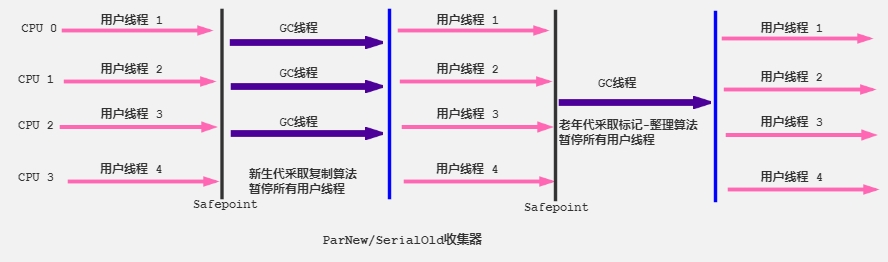 CPU 0
用户线程 1
GC线程
用户线程 1
用户线程 1
CPU 1
用户线程 2
GC线程
用户线程 2
GC线程
用户线程 2
CPU 2
用户线程 3
GC线程
用户线程 3
老年代采取标记-整理算法
暂停所有用户线程
用户线程 3
CPU 3
用户线程 4
新生代采取复制算法
暂停所有用户线程
用户线程 4
用户线程 4
Safepoint
Safepoint
ParNew/SerialOld收集器